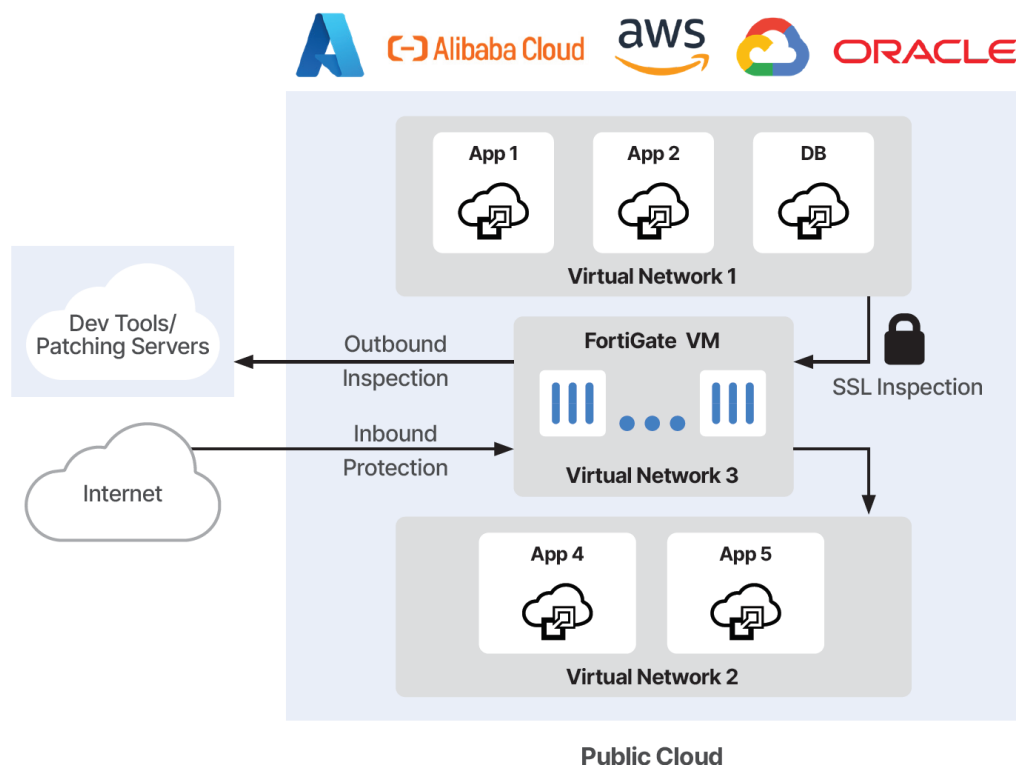 Alibaba Cloud
aws
ORACLE
App 1
App 2
DB
Virtual Network 1
Dev Tools/
Patching Servers
Outbound
Inspection
FortiGate VM
SSL Inspection
Inbound
Protection
Virtual Network 3
Internet
App 4
App 5
Virtual Network 2
Public Cloud